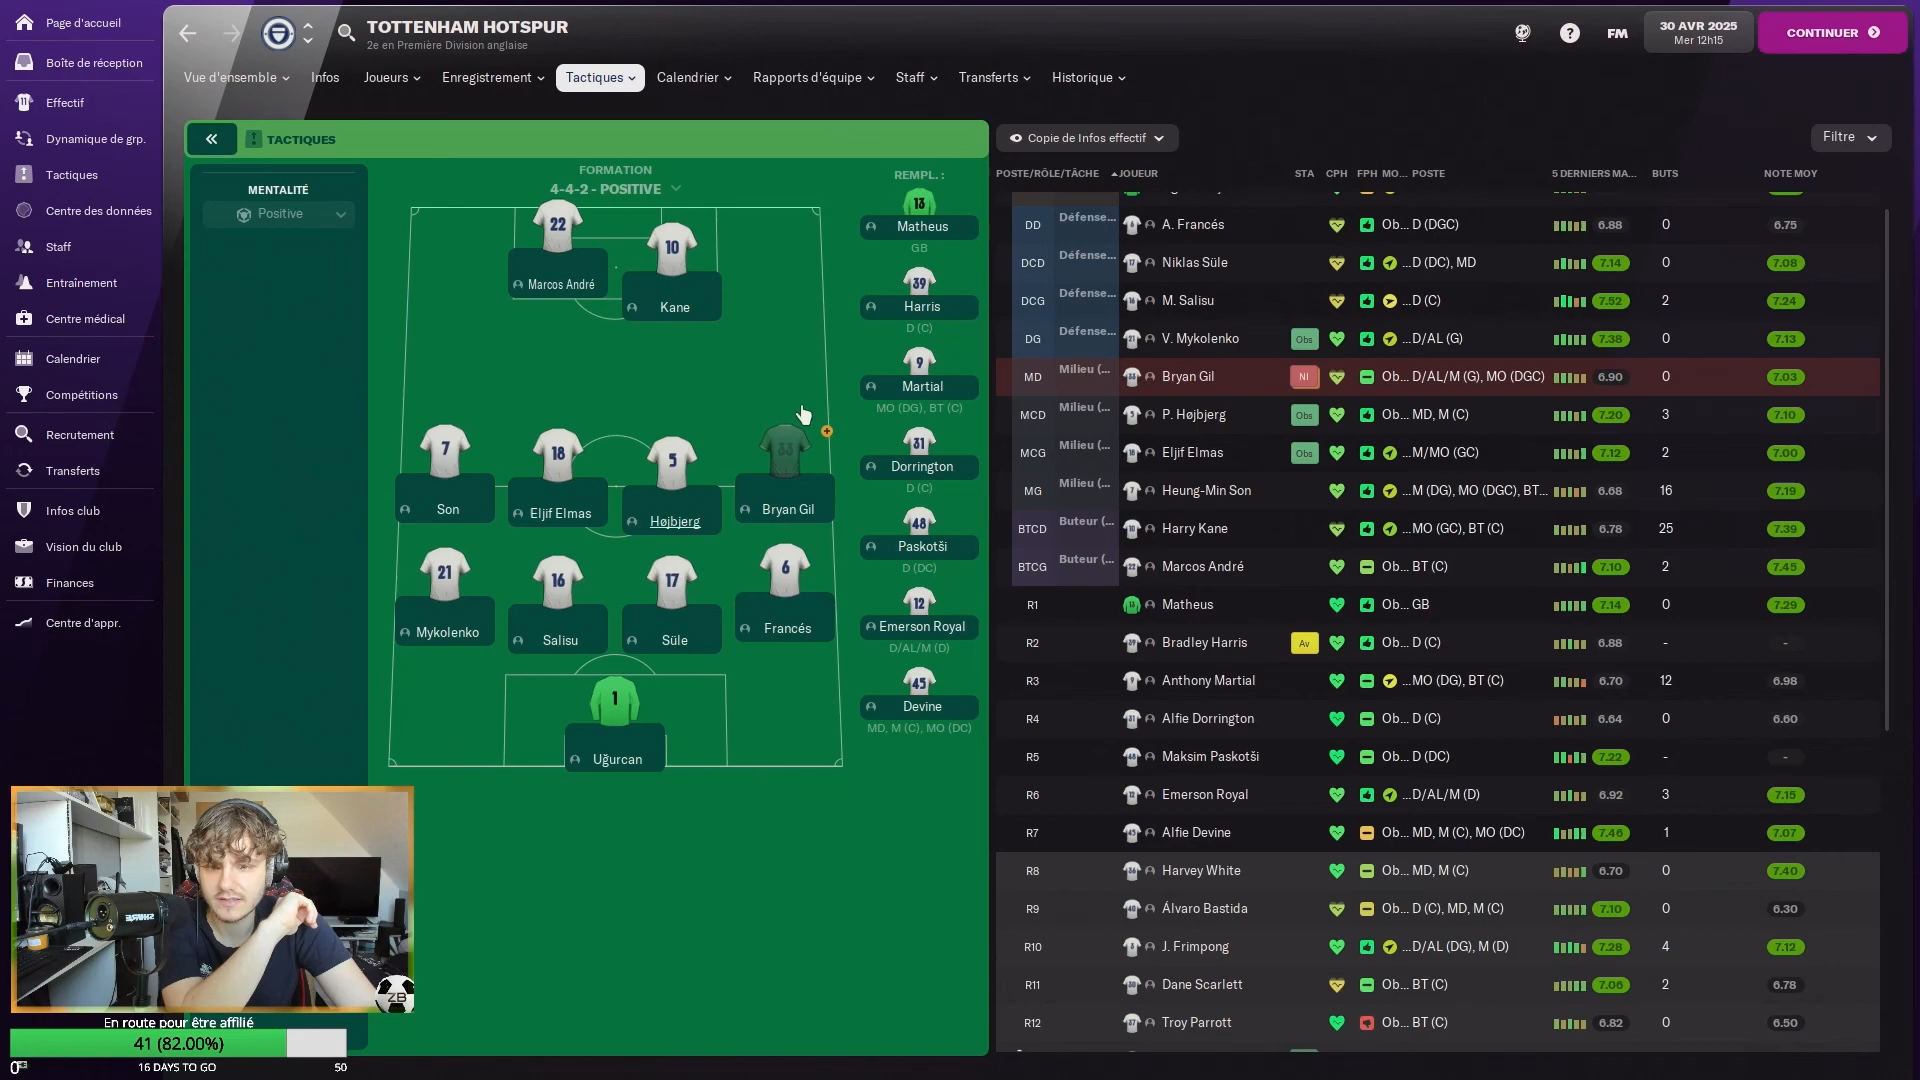 Page d'accueil
Boîte de réception
Effectif
Dynamique de grp.
Tactiques
Centre des données
Staff
Entraînement
Centre médical
Calendrier
Compétitions
Recrutement
Transferts
Infos club
Vision du club
Finances
Centre d'appr.
TOTTENHAM HOTSPUR
2e en Première Division anglaise
FM
30 AVR 2025
Mer 12h15
CONTINUER
Vue d'ensemble
Infos
Joueurs
Enregistrement
Tactiques
Calendrier
Rapports d'équipe
Staff
Transferts
Historique
TACTIQUES
MENTALITÉ
Positive
FORMATION
4-4-2 - POSITIVE
22
Marcos André
10
Kane
7
Son
18
Eljif Elmas
5
Højbjerg
33
Bryan Gil
21
Mykolenko
16
Salisu
17
Süle
6
Francés
1
Uğurcan
REMPL. :
13
Matheus
GB
39
Harris
D (C)
9
Martial
MO (DG), BT (C)
31
Dorrington
D (C)
48
Paskotši
D (DC)
12
Emerson Royal
D/AL/M (D)
45
Devine
MD, M (C), MO (DC)
Copie de Infos effectif
Filtre
POSTE/RÔLE/TÂCHE JOUEUR STA CPH FPH MO... POSTE 5 DERNIERS MA... BUTS NOTE MOY
DD Défense... A. Francés Ob... D (DGC) 6.88 0 6.75
DCD Défense... Niklas Süle ...D (DC), MD 7.14 0 7.08
DCG Défense... M. Salisu ...D (C) 7.52 2 7.24
DG Défense... V. Mykolenko Obs ...D/AL (G) 7.38 0 7.13
MD Milieu (... Bryan Gil NI Ob... D/AL/M (G), MO (DGC) 6.90 0 7.03
MCD Milieu (... P. Højbjerg Obs Ob... MD, M (C) 7.20 3 7.10
MCG Milieu (... Eljif Elmas Obs ...M/MO (GC) 7.12 2 7.00
MG Milieu (... Heung-Min Son ...M (DG), MO (DGC), BT... 6.68 16 7.19
BTCD Buteur (... Harry Kane ...MO (GC), BT (C) 6.78 25 7.39
BTCG Buteur (... Marcos André Ob... BT (C) 7.10 2 7.45
R1 Matheus Ob... GB 7.14 0 7.29
R2 Bradley Harris Av Ob... D (C) 6.88 - -
R3 Anthony Martial ...MO (DG), BT (C) 6.70 12 6.98
R4 Alfie Dorrington Ob... D (C) 6.64 0 6.60
R5 Maksim Paskotši Ob... D (DC) 7.22 - -
R6 Emerson Royal ...D/AL/M (D) 6.92 3 7.15
R7 Alfie Devine Ob... MD, M (C), MO (DC) 7.46 1 7.07
R8 Harvey White Ob... MD, M (C) 6.70 0 7.40
R9 Álvaro Bastida Ob... D (C), MD, M (C) 7.10 0 6.30
R10 J. Frimpong ...D/AL (DG), M (D) 7.28 4 7.12
R11 Dane Scarlett Ob... BT (C) 7.06 2 6.78
R12 Troy Parrott Ob... BT (C) 6.82 0 6.50
SHURE
ZB
En route pour être affilié
41 (82.00%)
0
16 DAYS TO GO
50